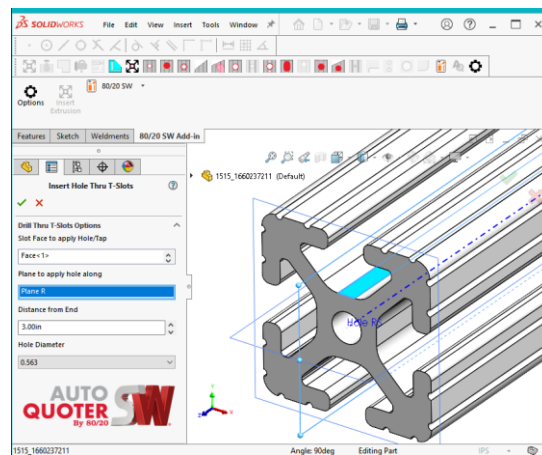 SOLIDWORKS File Edit View Insert Tools Window
Options
Insert
Extrusion
80/20 SW
Features Sketch Weldments 80/20 SW Add-in
Insert Hole Thru T-Slots
Drill Thru T-Slots Options
Slot Face to apply Hole/Tap
Face<1>
Plane to apply hole along
Plane R
Distance from End
3.00in
Hole Diameter
0.563
AUTO
QUOTER SW
By 80/20
1515_1660237211 (Default)
1515_1660237211 Angle: 90deg Editing Part IPS